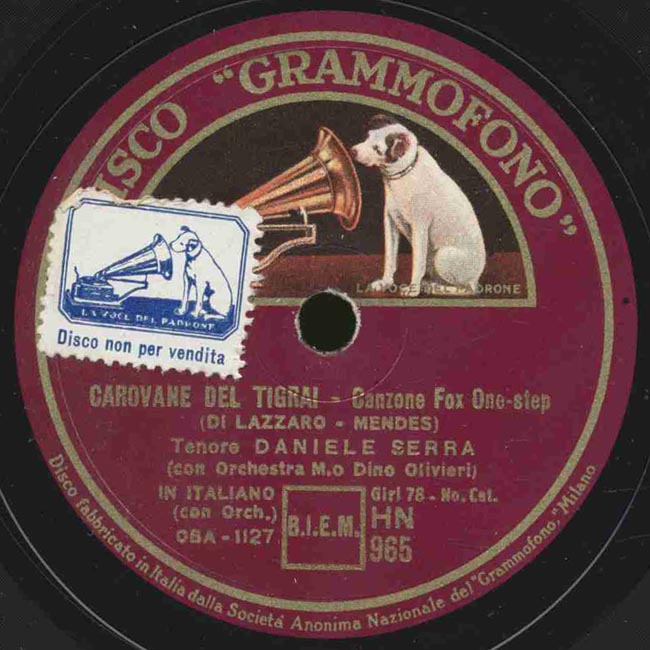 DISCO "GRAMMOFONO"
LA VOCE DEL PADRONE
LA VOCE DEL PADRONE
Disco non per vendita
CAROVANE DEL TIGRAI - Canzone Fox One-step
(DI LAZZARO - MENDES)
Tenore DANIELE SERRA
(con Orchestra M.o Dino Olivieri)
IN ITALIANO
(con Orch.)
OBA - 1127
B.I.E.M.
Giri 78 - No. Cat.
HN
965
Disco fabbricato in Italia dalla Società Anonima Nazionale del "Grammofono," Milano